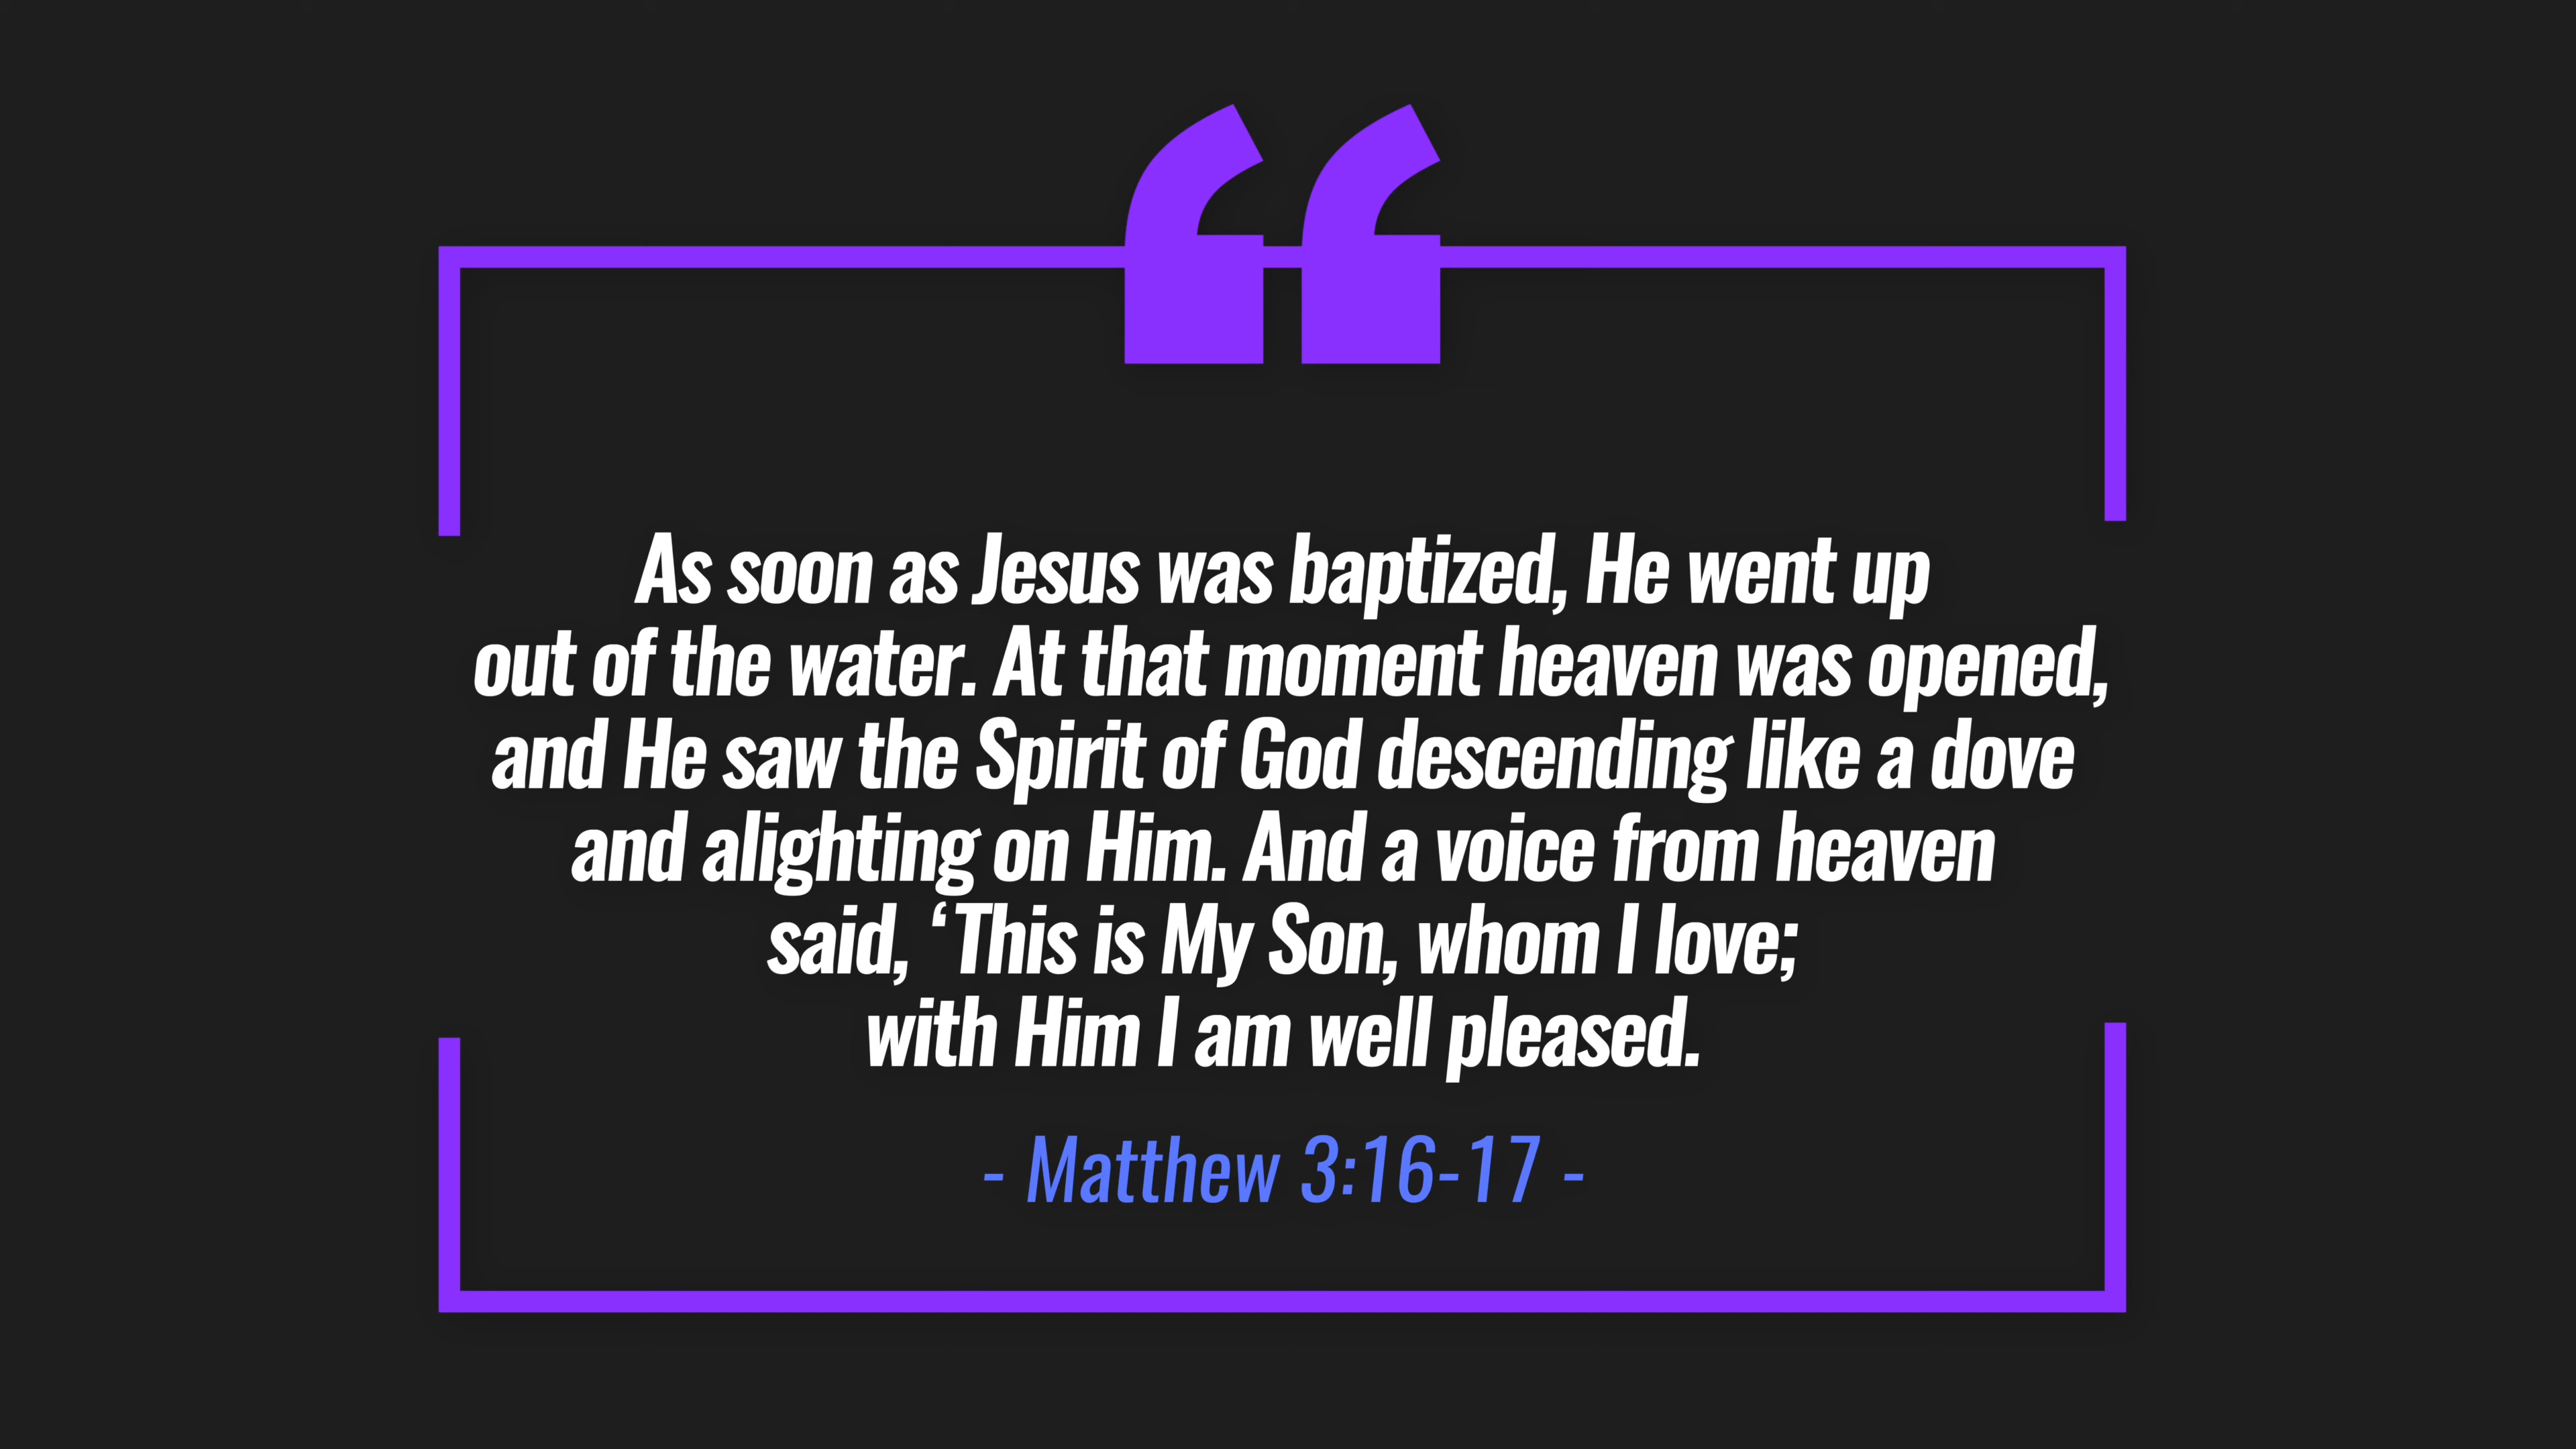 “
As soon as Jesus was baptized, He went up
out of the water. At that moment heaven was opened,
and He saw the Spirit of God descending like a dove
and alighting on Him. And a voice from heaven
said, ‘This is My Son, whom I love;
with Him I am well pleased.
- Matthew 3:16-17 -